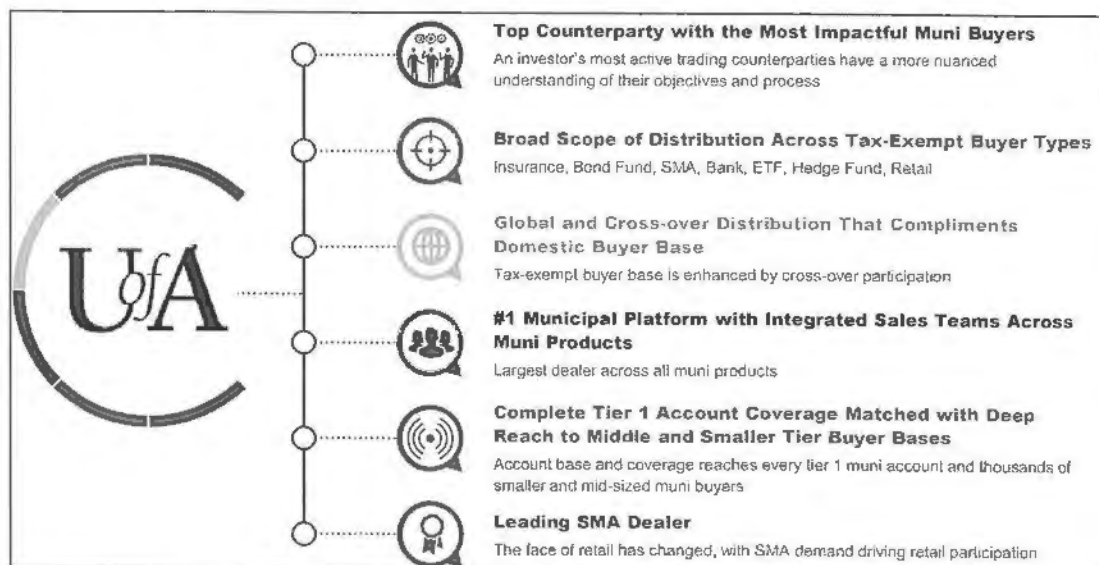 Top Counterparty with the Most Impactful Muni Buyers
An investor's most active trading counterparties have a more nuanced
understanding of their objectives and process
Broad Scope of Distribution Across Tax-Exempt Buyer Types
Insurance, Bond Fund, SMA, Bank, ETF, Hedge Fund, Retail
Global and Cross-over Distribution That Compliments
Domestic Buyer Base
Tax-exempt buyer base is enhanced by cross-over participation
UofA
#1 Municipal Platform with Integrated Sales Teams Across
Muni Products
Largest dealer across all muni products
Complete Tier 1 Account Coverage Matched with Deep
Reach to Middle and Smaller Tier Buyer Bases
Account base and coverage reaches every tier 1 muni account and thousands of
smaller and mid-sized muni buyers
Leading SMA Dealer
The face of retail has changed, with SMA demand driving retail participation